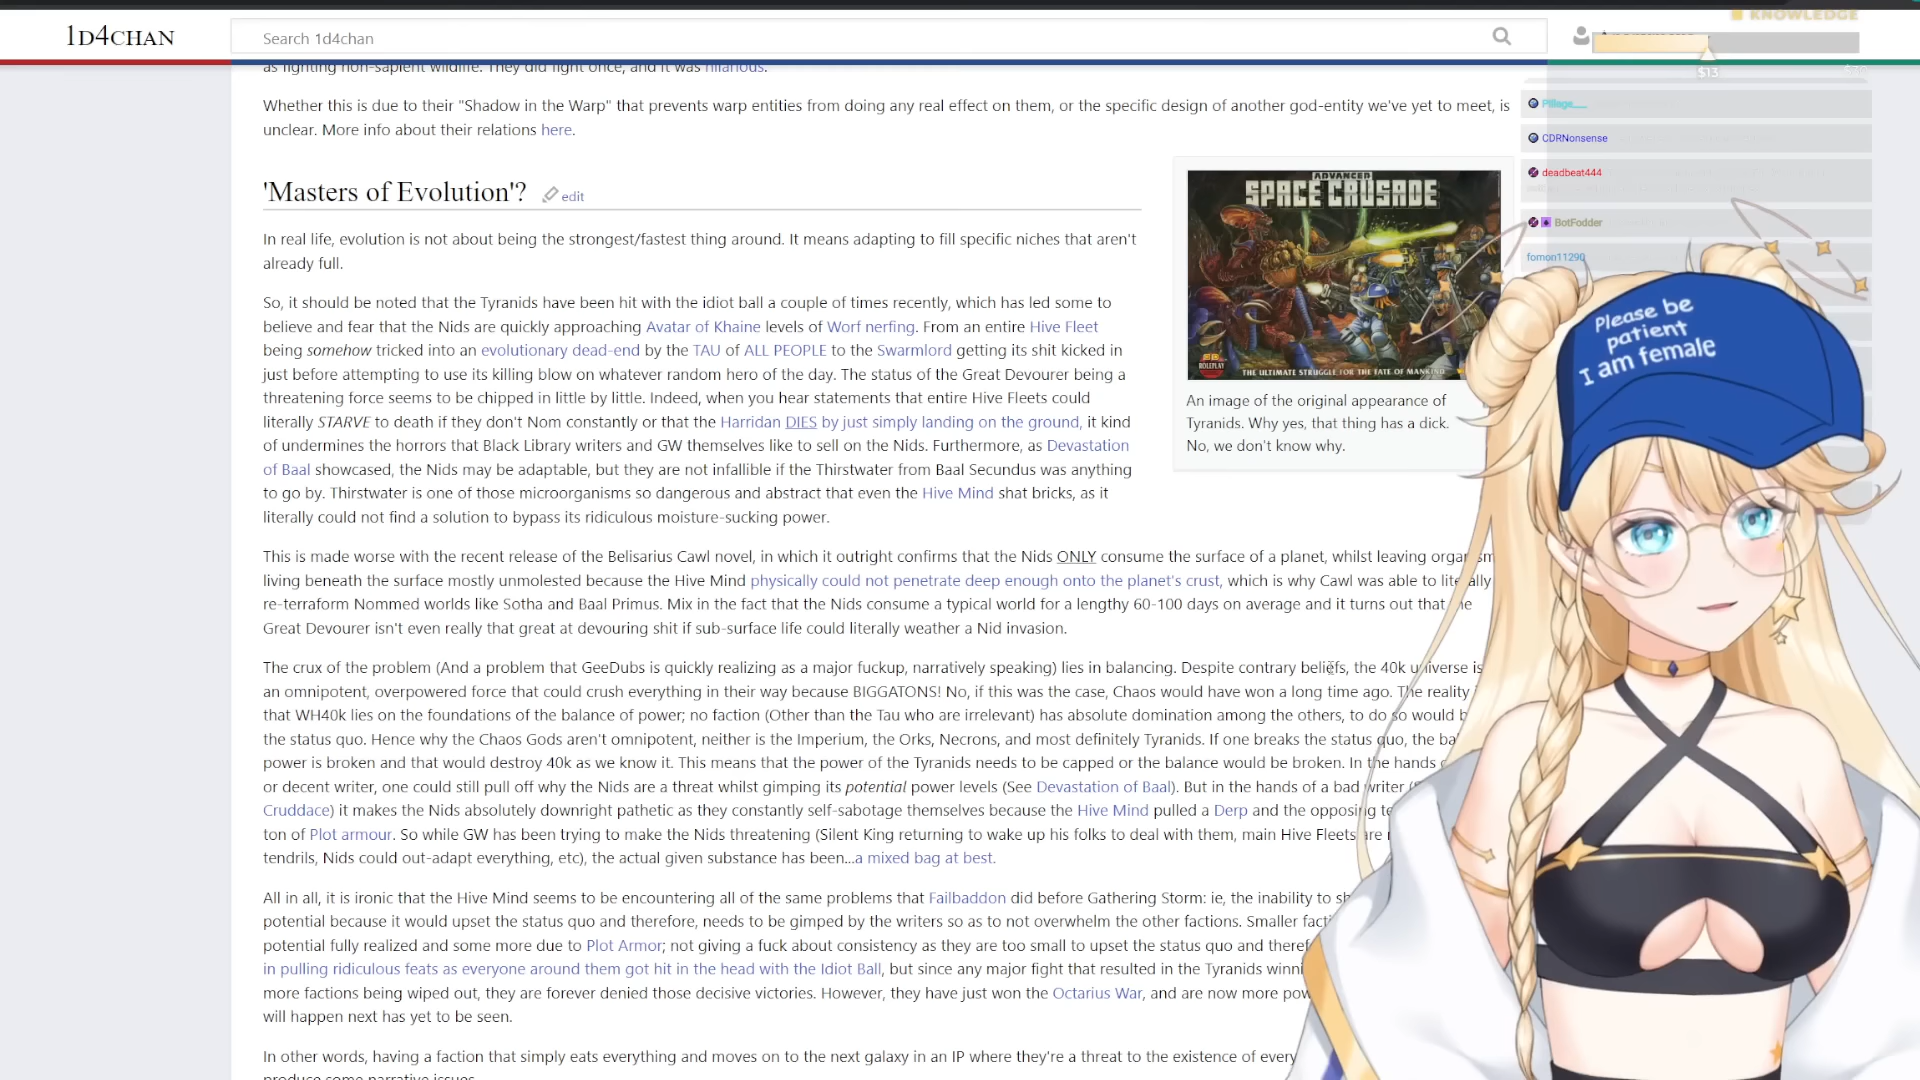 KNOWLEDGE
1D4CHAN
Search 1d4chan
$13
as fighting non-sapient wildlife. They did fight once, and it was hilarious.
Whether this is due to their "Shadow in the Warp" that prevents warp entities from doing any real effect on them, or the specific design of another god-entity we've yet to meet, is
unclear. More info about their relations here.
'Masters of Evolution'? edit
In real life, evolution is not about being the strongest/fastest thing around. It means adapting to fill specific niches that aren't
already full.
So, it should be noted that the Tyranids have been hit with the idiot ball a couple of times recently, which has led some to
believe and fear that the Nids are quickly approaching Avatar of Khaine levels of Worf nerfing. From an entire Hive Fleet
being somehow tricked into an evolutionary dead-end by the TAU of ALL PEOPLE to the Swarmlord getting its shit kicked in
just before attempting to use its killing blow on whatever random hero of the day. The status of the Great Devourer being a
threatening force seems to be chipped in little by little. Indeed, when you hear statements that entire Hive Fleets could
literally STARVE to death if they don't Nom constantly or that the Harridan DIES by just simply landing on the ground, it kind
of undermines the horrors that Black Library writers and GW themselves like to sell on the Nids. Furthermore, as Devastation
of Baal showcased, the Nids may be adaptable, but they are not infallible if the Thirstwater from Baal Secundus was anything
to go by. Thirstwater is one of those microorganisms so dangerous and abstract that even the Hive Mind shat bricks, as it
literally could not find a solution to bypass its ridiculous moisture-sucking power.
ADVANCED
SPACE CRUSADE
ROLEPLAY
THE ULTIMATE STRUGGLE FOR THE FATE OF MANKIND
An image of the original appearance of
Tyranids. Why yes, that thing has a dick.
No, we don't know why.
This is made worse with the recent release of the Belisarius Cawl novel, in which it outright confirms that the Nids ONLY consume the surface of a planet, whilst leaving organism
living beneath the surface mostly unmolested because the Hive Mind physically could not penetrate deep enough onto the planet's crust, which is why Cawl was able to literally
re-terraform Nommed worlds like Sotha and Baal Primus. Mix in the fact that the Nids consume a typical world for a lengthy 60-100 days on average and it turns out that the
Great Devourer isn't even really that great at devouring shit if sub-surface life could literally weather a Nid invasion.
The crux of the problem (And a problem that GeeDubs is quickly realizing as a major fuckup, narratively speaking) lies in balancing. Despite contrary beliefs, the 40k universe is
an omnipotent, overpowered force that could crush everything in their way because BIGGATONS! No, if this was the case, Chaos would have won a long time ago. The reality
that WH40k lies on the foundations of the balance of power; no faction (Other than the Tau who are irrelevant) has absolute domination among the others, to do so would b
the status quo. Hence why the Chaos Gods aren't omnipotent, neither is the Imperium, the Orks, Necrons, and most definitely Tyranids. If one breaks the status quo, the ba
power is broken and that would destroy 40k as we know it. This means that the power of the Tyranids needs to be capped or the balance would be broken. In the hands
or decent writer, one could still pull off why the Nids are a threat whilst gimping its potential power levels (See Devastation of Baal). But in the hands of a bad writer
Cruddace) it makes the Nids absolutely downright pathetic as they constantly self-sabotage themselves because the Hive Mind pulled a Derp and the opposing te
ton of Plot armour. So while GW has been trying to make the Nids threatening (Silent King returning to wake up his folks to deal with them, main Hive Fleets are
tendrils, Nids could out-adapt everything, etc), the actual given substance has been...a mixed bag at best.
All in all, it is ironic that the Hive Mind seems to be encountering all of the same problems that Failbaddon did before Gathering Storm: ie, the inability to sh
potential because it would upset the status quo and therefore, needs to be gimped by the writers so as to not overwhelm the other factions. Smaller facti
potential fully realized and some more due to Plot Armor; not giving a fuck about consistency as they are too small to upset the status quo and theref
in pulling ridiculous feats as everyone around them got hit in the head with the Idiot Ball, but since any major fight that resulted in the Tyranids winni
more factions being wiped out, they are forever denied those decisive victories. However, they have just won the Octarius War, and are now more pow
will happen next has yet to be seen.
In other words, having a faction that simply eats everything and moves on to the next galaxy in an IP where they're a threat to the existence of every
produce some narrative issues.
Pillage__
CDRNonsense
deadbeat444
BotFodder
fomon11290
Please be
patient
I am female